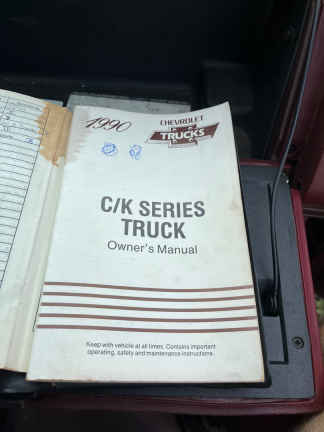 1990
CHEVROLET
TRUCKS
C/K SERIES
TRUCK
Owner's Manual
Keep with vehicle at all times. Contains important
operating, safety and maintenance instructions.